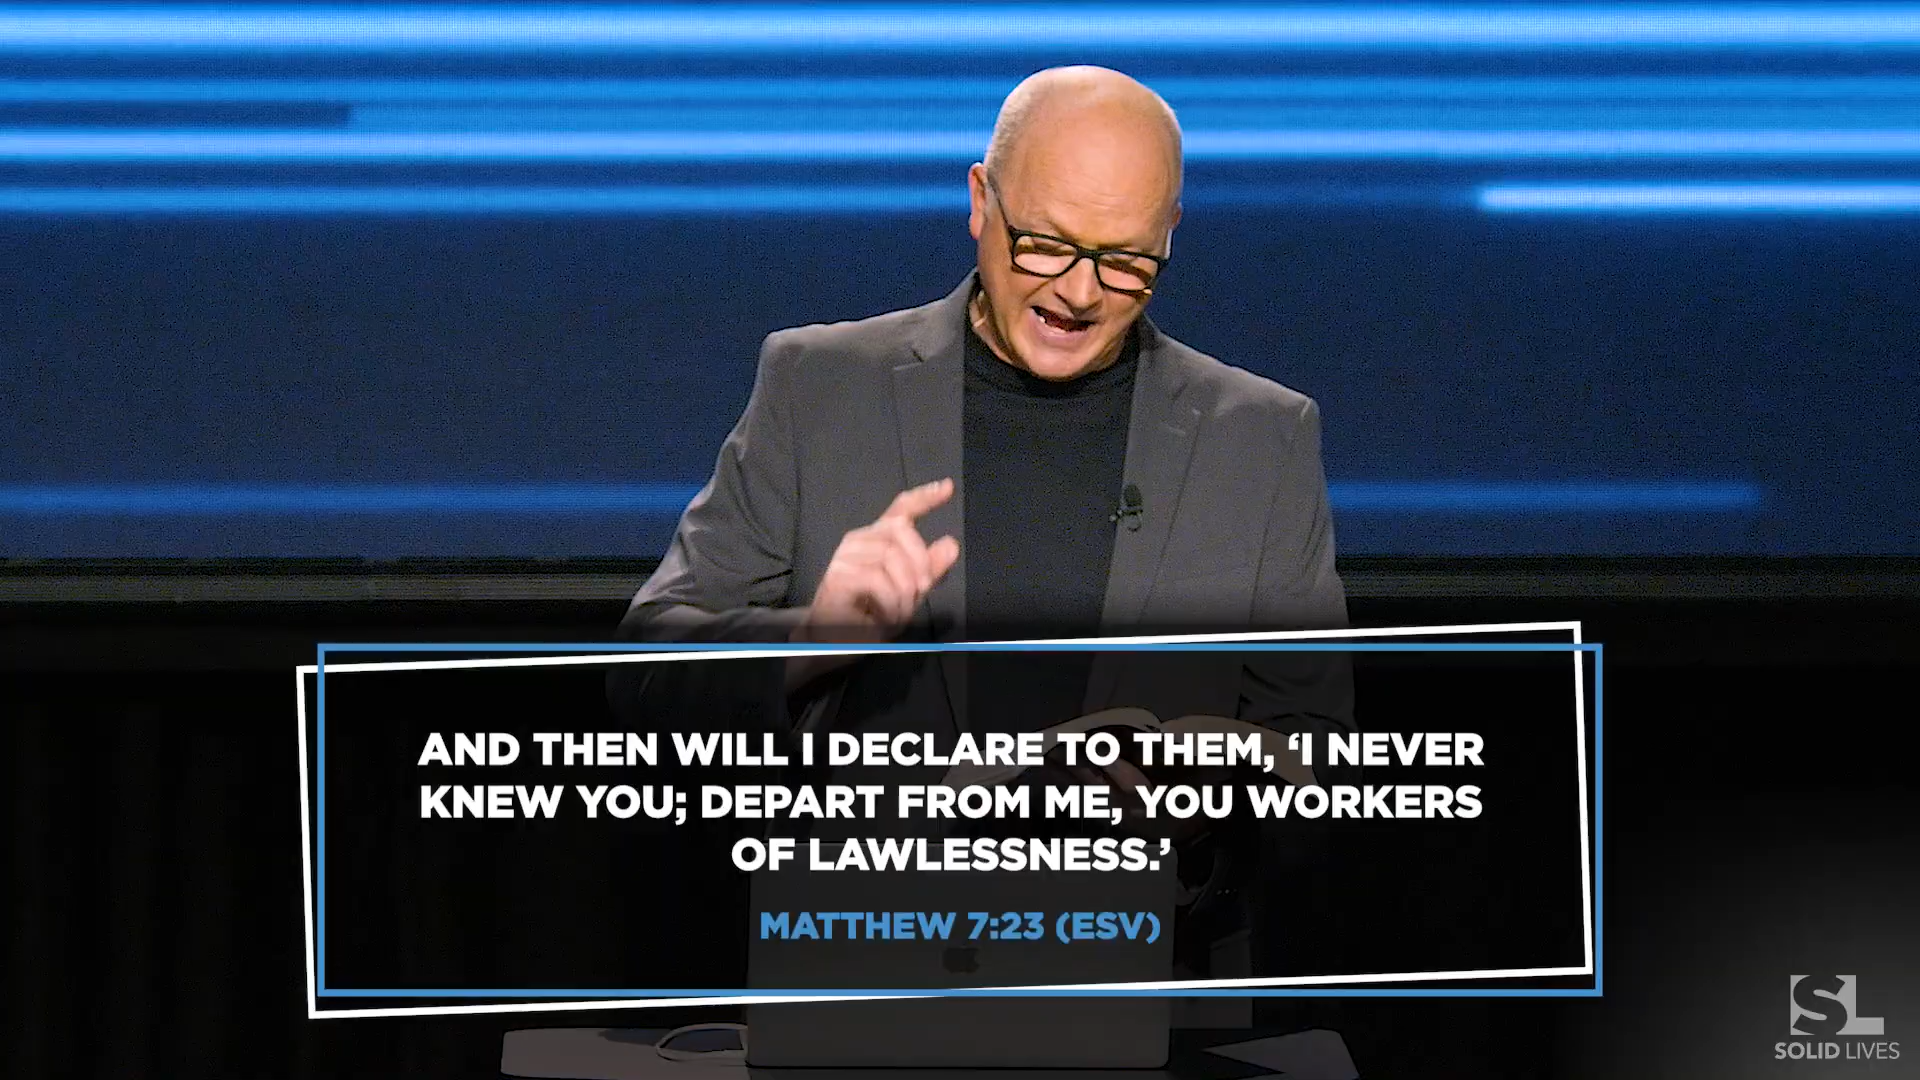 AND THEN WILL I DECLARE TO THEM, ‘I NEVER
KNEW YOU; DEPART FROM ME, YOU WORKERS
OF LAWLESSNESS.’
MATTHEW 7:23 (ESV)
SL
SOLID LIVES